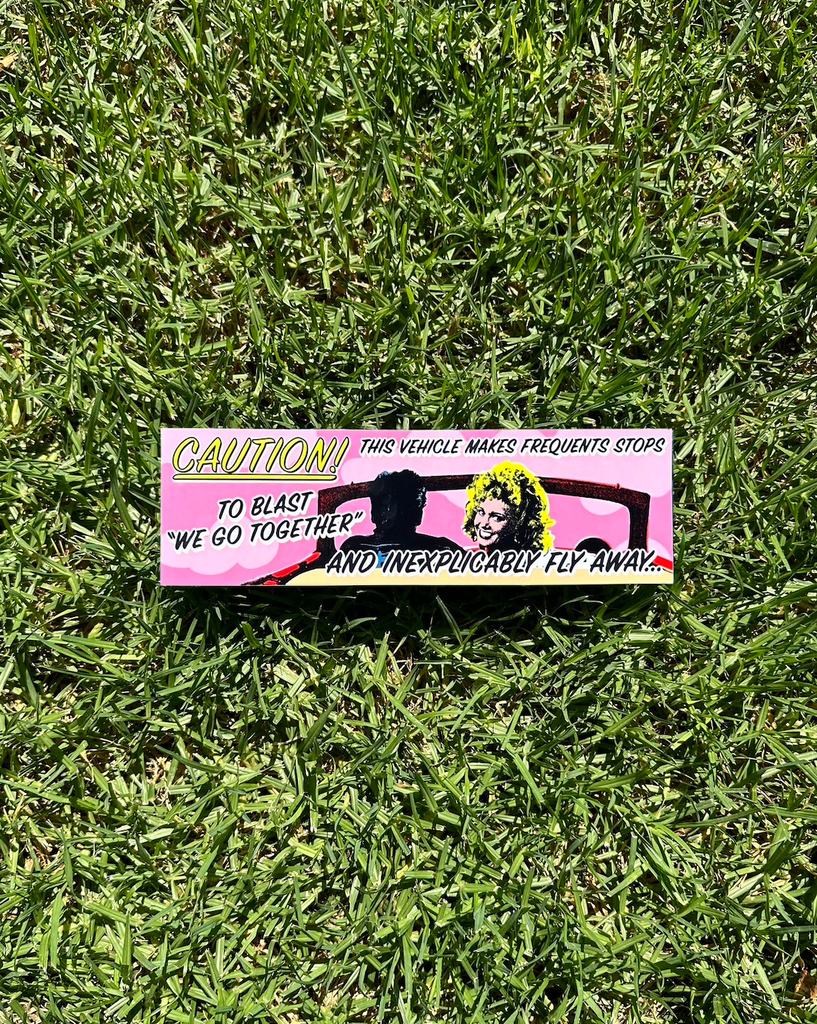 CAUTION! THIS VEHICLE MAKES FREQUENTS STOPS
TO BLAST
"WE GO TOGETHER"
AND INEXPLICABLY FLY AWAY...